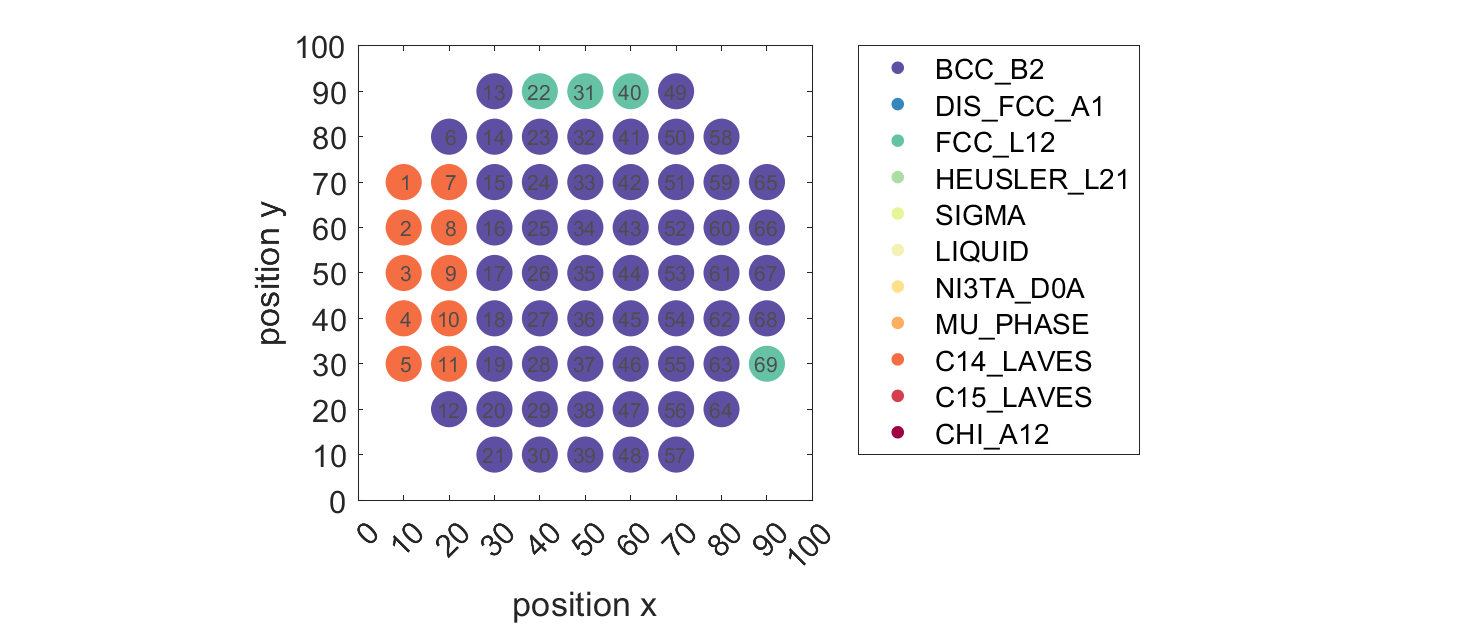 100
90
80
70
60
50
40
30
20
10
0
position y
13 22 31 40 49
6 14 23 32 41 50 58
1 7 15 24 33 42 51 59 65
2 8 16 25 34 43 52 60 66
3 9 17 26 35 44 53 61 67
4 10 18 27 36 45 54 62 68
5 11 19 28 37 46 55 63 69
12 20 29 38 47 56 64
21 30 39 48 57
0 10 20 30 40 50 60 70 80 90 100
position x
BCC_B2
DIS_FCC_A1
FCC_L12
HEUSLER_L21
SIGMA
LIQUID
NI3TA_D0A
MU_PHASE
C14_LAVES
C15_LAVES
CHI_A12